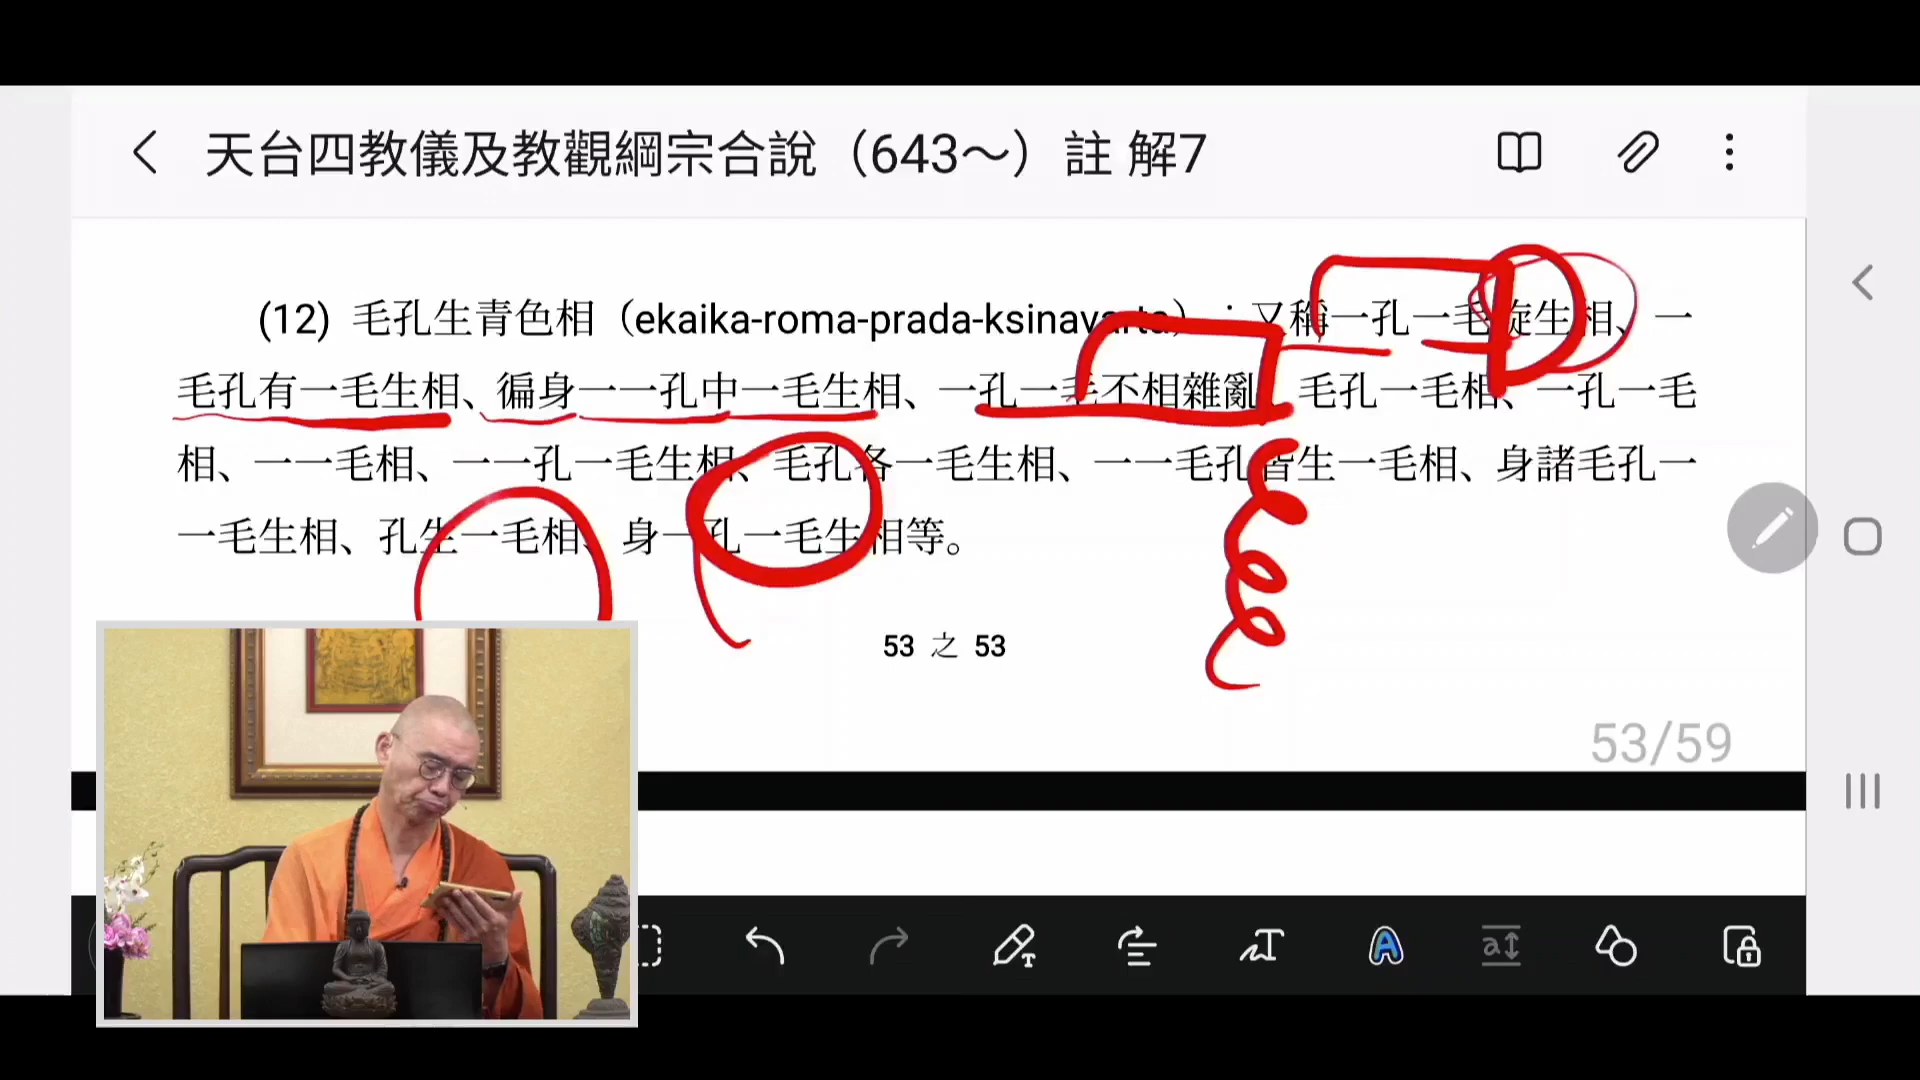 天台四教儀及教觀綱宗合說（643～）註 解7
(12) 毛孔生青色相（ekaika-roma-prada-ksinavarta）：又稱一孔一毛旋生相、一
毛孔有一毛生相、徧身一一孔中一毛生相、一孔一毛不相雜亂、毛孔一毛相、一孔一毛
相、一一毛相、一一孔一毛生相、毛孔各一毛生相、一一毛孔皆生一毛相、身諸毛孔一
一毛生相、孔生一毛相、身一孔一毛生相等。
53 之 53
53/59